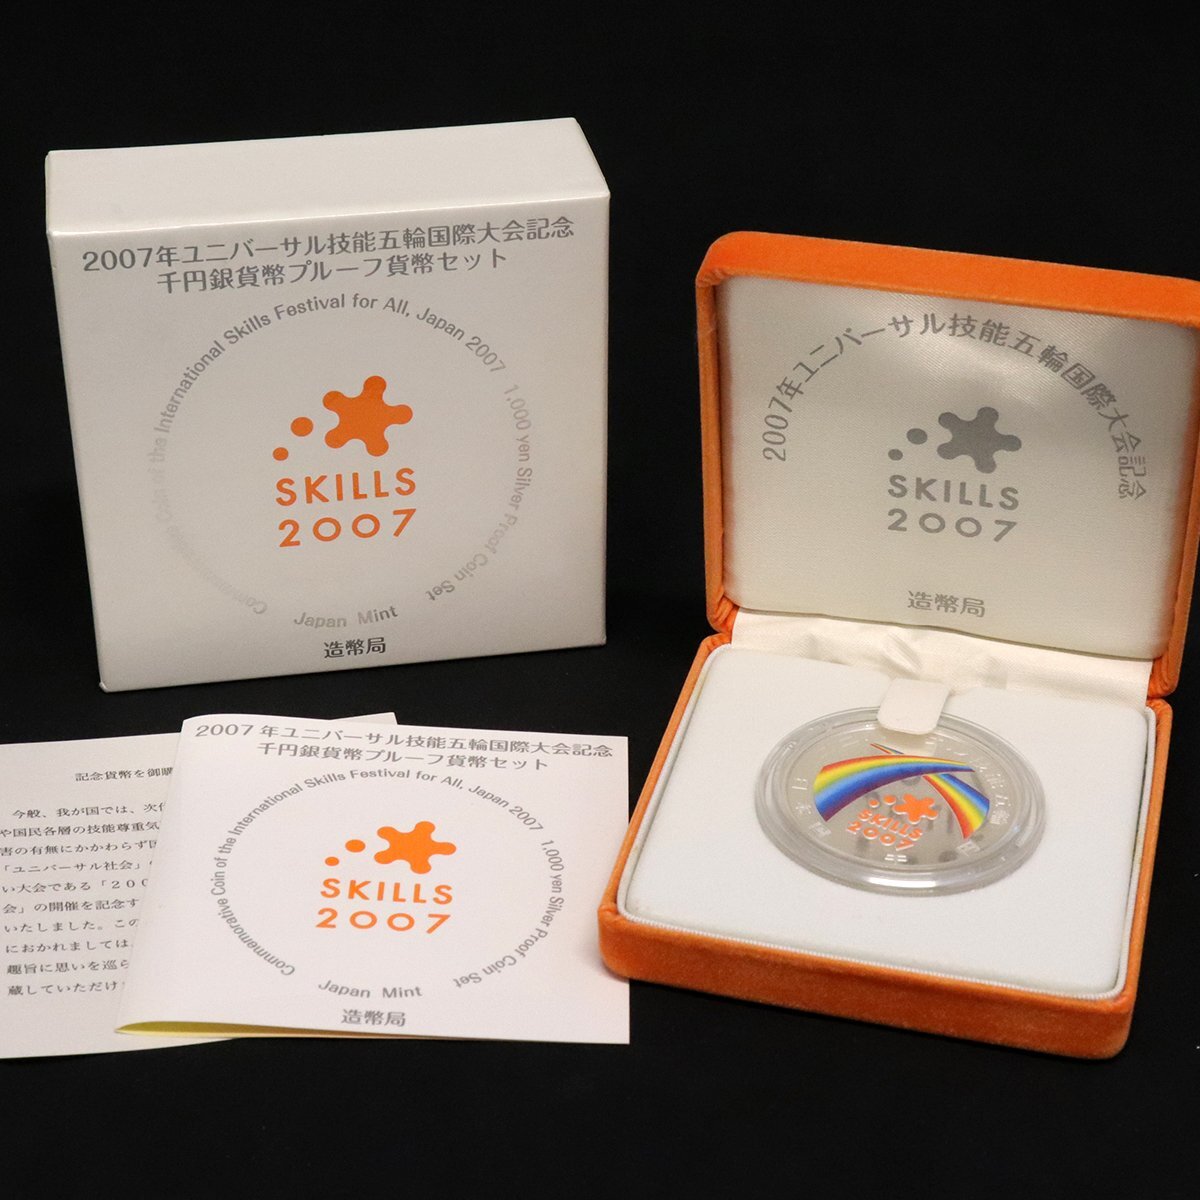 2007年ユニバーサル技能五輪国際大会記念
千円銀貨幣プルーフ貨幣セット
Commemorative Coin of the International Skills Festival for All, Japan 2007 1,000 yen Silver Proof Coin Set
SKILLS
2007
Japan Mint
造幣局
2007年ユニバーサル技能五輪国際大会記念
SKILLS
2007
造幣局
SKILLS
2007
日本国
技能五輪
2007年ユニバーサル技能五輪国際大会記念
千円銀貨幣プルーフ貨幣セット
Commemorative Coin of the International Skills Festival for All, Japan 2007 1,000 yen Silver Proof Coin Set
SKILLS
2007
Japan Mint
造幣局
記念貨幣を御購
今般、我が国では、次代
や国民各層の技能尊重気
害の有無にかかわらず国
「ユニバーサル社会」
い大会である「200
会」の開催を記念す
いたしました。この
におかれましては、
趣旨に思いを巡ら
蔵していただけ